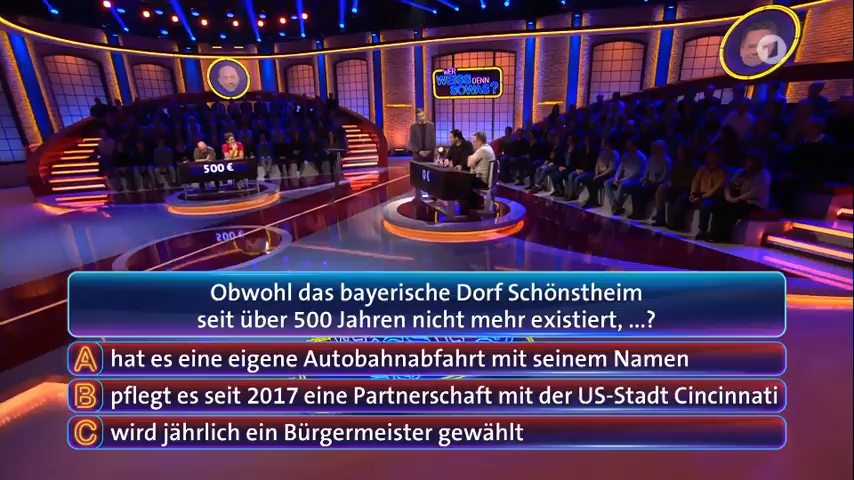 WER
WEISS DENN
SOWAS?
1
500 €
0 €
Obwohl das bayerische Dorf Schönstheim
seit über 500 Jahren nicht mehr existiert, ...?
A hat es eine eigene Autobahnabfahrt mit seinem Namen
B pflegt es seit 2017 eine Partnerschaft mit der US-Stadt Cincinnati
C wird jährlich ein Bürgermeister gewählt